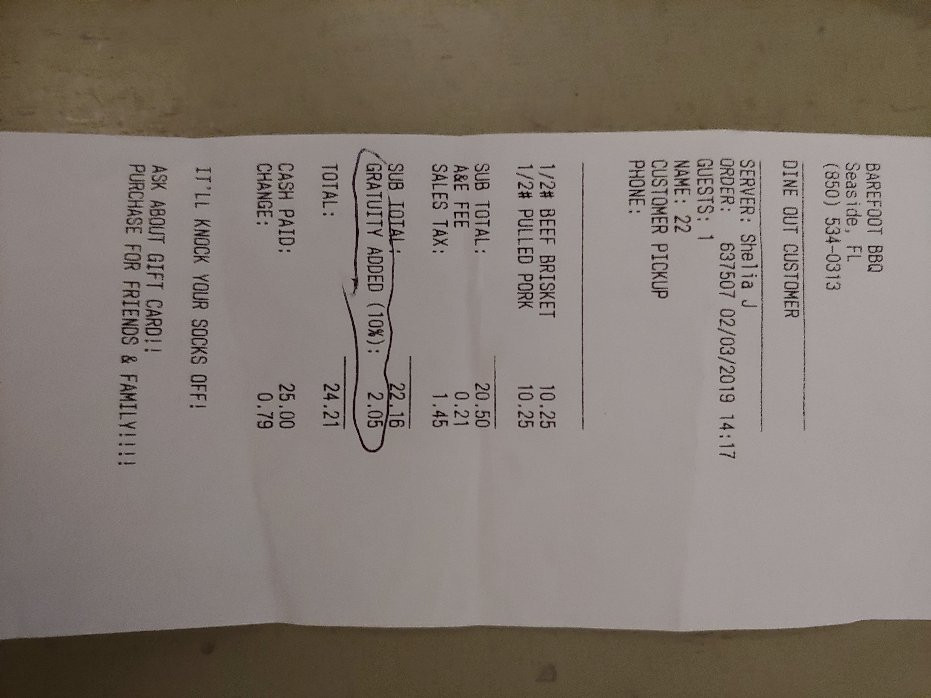 BAREFOOT BBQ
Seaside, FL
(850) 534-0313
DINE OUT CUSTOMER
SERVER: Shelia J
ORDER: 637507 02/03/2019 14:17
GUESTS: 1
NAME: 22
CUSTOMER PICKUP
PHONE:
1/2# BEEF BRISKET 10.25
1/2# PULLED PORK 10.25
SUB TOTAL: 20.50
A&E FEE 0.21
SALES TAX: 1.45
SUB TOTAL: 22.16
GRATUITY ADDED (10%): 2.05
TOTAL: 24.21
CASH PAID: 25.00
CHANGE: 0.79
IT'LL KNOCK YOUR SOCKS OFF!
ASK ABOUT GIFT CARD!!
PURCHASE FOR FRIENDS & FAMILY!!!!